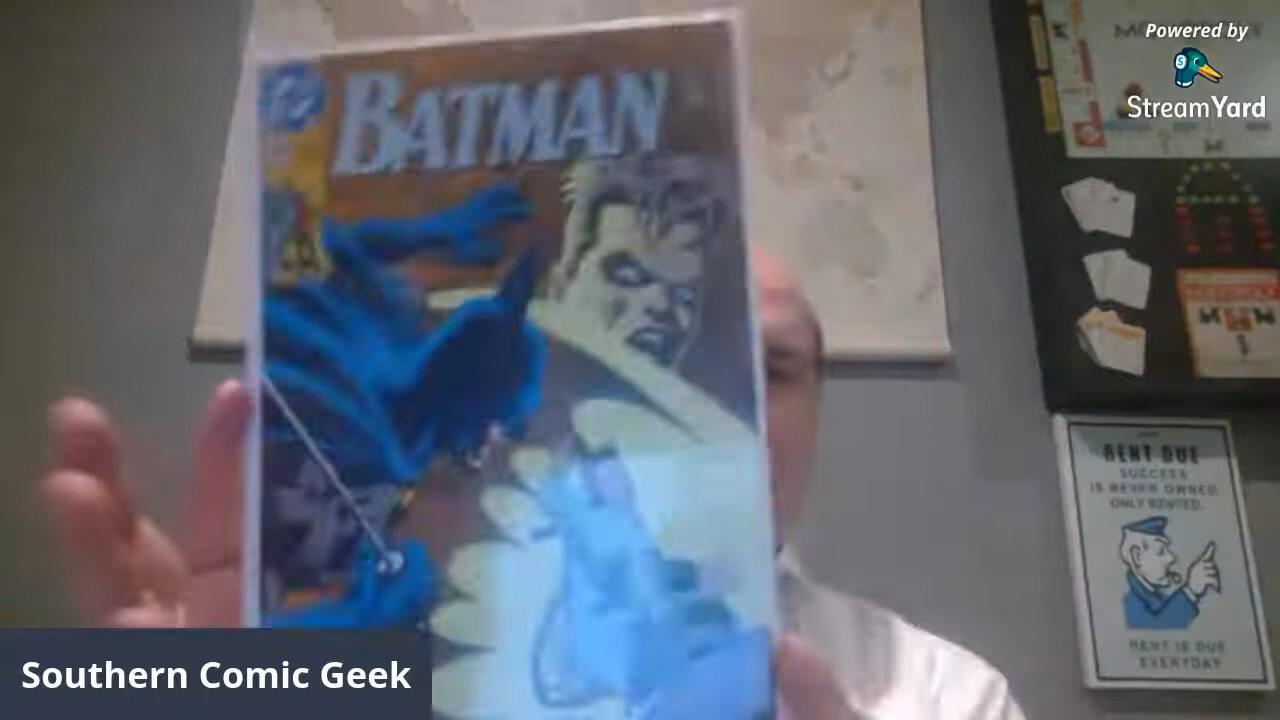 Powered by
StreamYard
BATMAN
RENT DUE
SUCCESS
IS NEVER OWNED.
ONLY RENTED.
RENT IS DUE
EVERYDAY
Southern Comic Geek